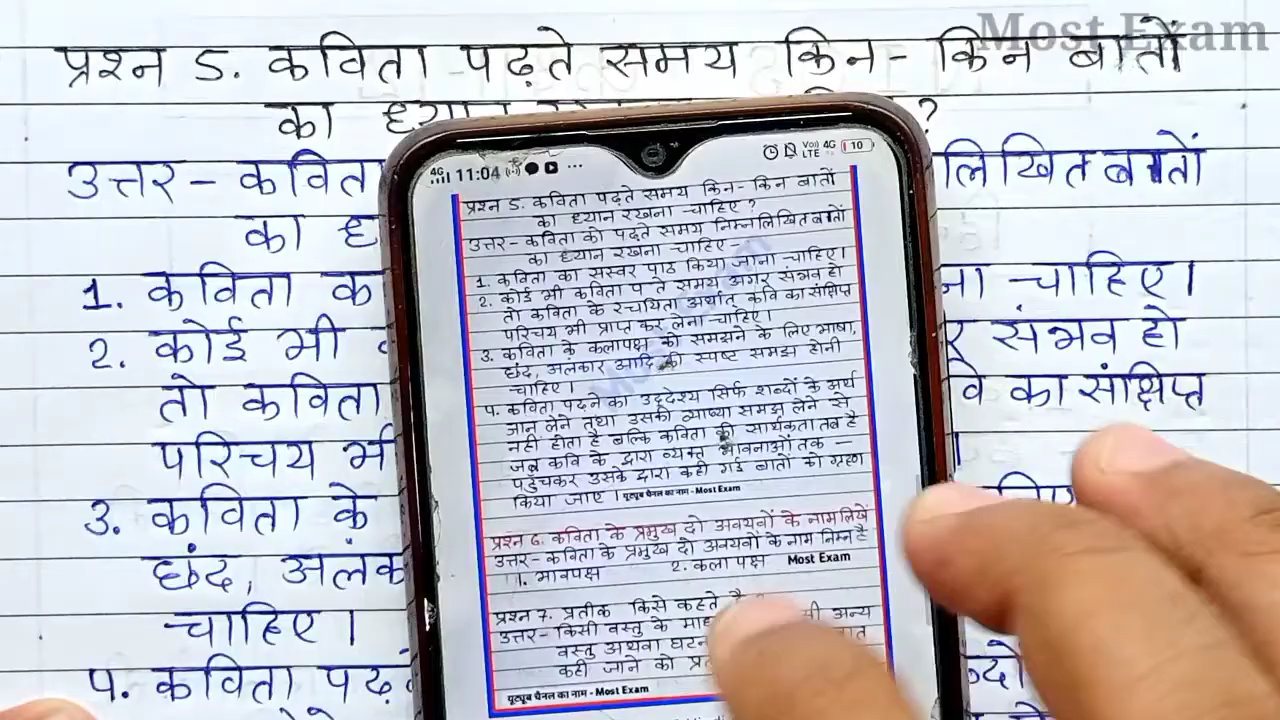 Most Exam
प्रश्न 5. कविता पढ़ते समय किन- किन बातों
का ध्यान ?
उत्तर- कविता लिखित बातों
का
1. कविता का ना चाहिए।
2. कोई भी संभव हो
तो कविता का संक्षिप्त
परिचय भी
3. कविता के
छंद,
चाहिए।
4. कविता पढ़
4G 11:04 ... VoD LTE 4G 10
प्रश्न 5. कविता पढ़ते समय किन- किन बातों
का ध्यान रखना चाहिए?
उत्तर- कविता को पढ़ते समय निम्नलिखित बातों
का ध्यान रखना चाहिए-
1. कविता का सस्वर पाठ किया जाना चाहिए।
2. कोई भी कविता समय अगर संभव हो
तो कविता के रचयिता अर्थात कवि का संक्षिप्त
परिचय भी प्राप्त कर लेना चाहिए।
3. कविता के कलापक्ष को समझने के लिए भाषा,
छंद, अलंकार आदि की स्पष्ट समझ होनी
चाहिए।
4. कविता पढ़ने का उद्देश्य सिर्फ शब्दों के अर्थ
जान लेने तथा उसकी व्याख्या समझ लेने से
नहीं होता है बल्कि कविता की सार्थकता तब है
जब कवि के द्वारा व्यक्त भावनाओं तक —
पहुँचकर उसके द्वारा कही गई बातों को ग्रहण
किया जाए। यूट्यूब चैनल का नाम - Most Exam
प्रश्न 6. कविता के प्रमुख दो अवयवों के नाम लिखें
उत्तर- कविता के प्रमुख दो अवयवों के नाम निम्न है
1. भावपक्ष 2. कला पक्ष Most Exam
प्रश्न 7. प्रतीक किसे कहते
उत्तर- किसी वस्तु के अन्य
वस्तु अथवा
कही जाने को
यूट्यूब चैनल का नाम - Most Exam